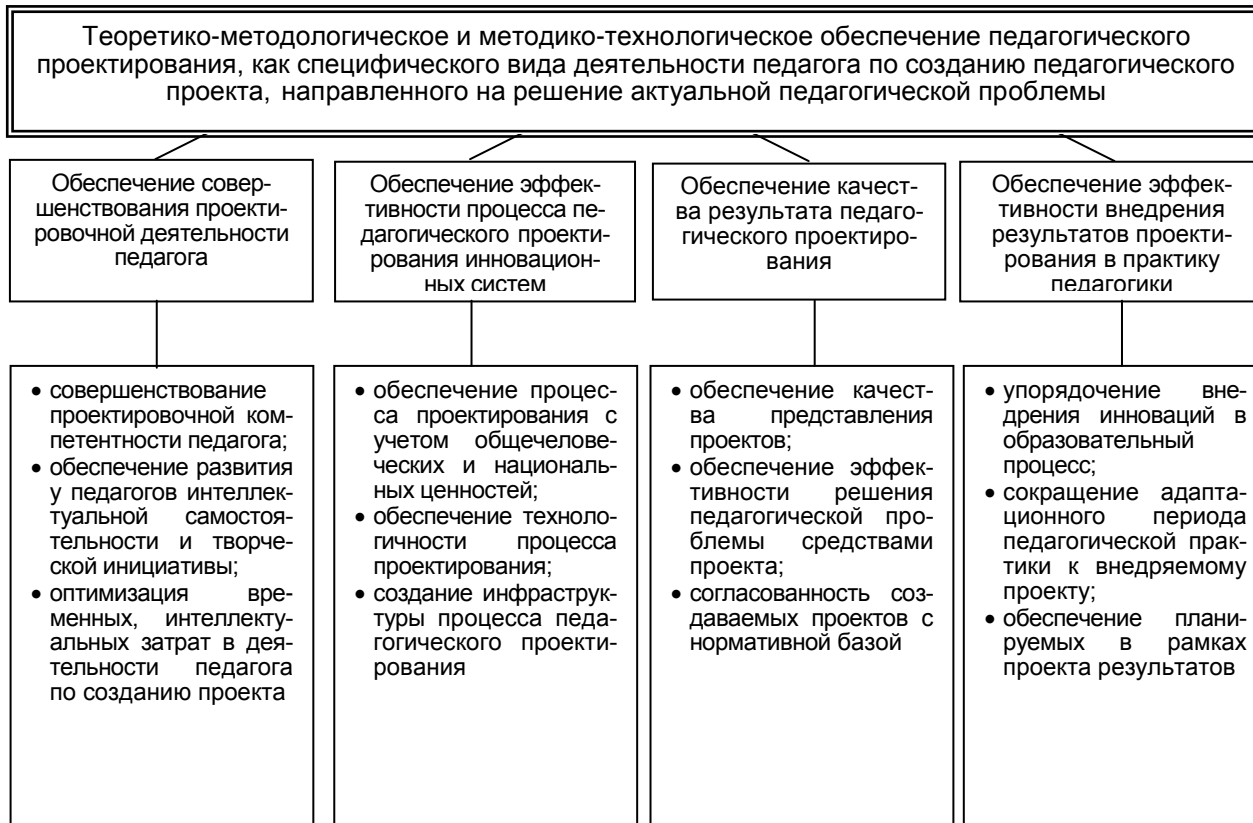 Теоретико-методологическое и методико-технологическое обеспечение педагогического
проектирования, как специфического вида деятельности педагога по созданию педагогического
проекта, направленного на решение актуальной педагогической проблемы
Обеспечение совер-
шенствования проекти-
ровочной деятельности
педагога
Обеспечение эффек-
тивности процесса пе-
дагогического проекти-
рования инновацион-
ных систем
Обеспечение качест-
ва результата педаго-
гического проектиро-
вания
Обеспечение эффек-
тивности внедрения
результатов проекти-
рования в практику
педагогики
• совершенствование
проектировочной ком-
петентности педагога;
• обеспечение развития
у педагогов интеллек-
туальной самостоя-
тельности и творче-
ской инициативы;
• оптимизация вре-
менных, интеллекту-
альных затрат в дея-
тельности педагога
по созданию проекта
• обеспечение процес-
са проектирования с
учетом общечелове-
ческих и националь-
ных ценностей;
• обеспечение техноло-
гичности процесса
проектирования;
• создание инфраструк-
туры процесса педа-
гогического проекти-
рования
• обеспечение качест-
ва представления
проектов;
• обеспечение эффек-
тивности решения
педагогической про-
блемы средствами
проекта;
• согласованность соз-
даваемых проектов с
нормативной базой
• упорядочение вне-
дрения инноваций в
образовательный
процесс;
• сокращение адапта-
ционного периода
педагогической прак-
тики к внедряемому
проекту;
• обеспечение плани-
руемых в рамках
проекта результатов